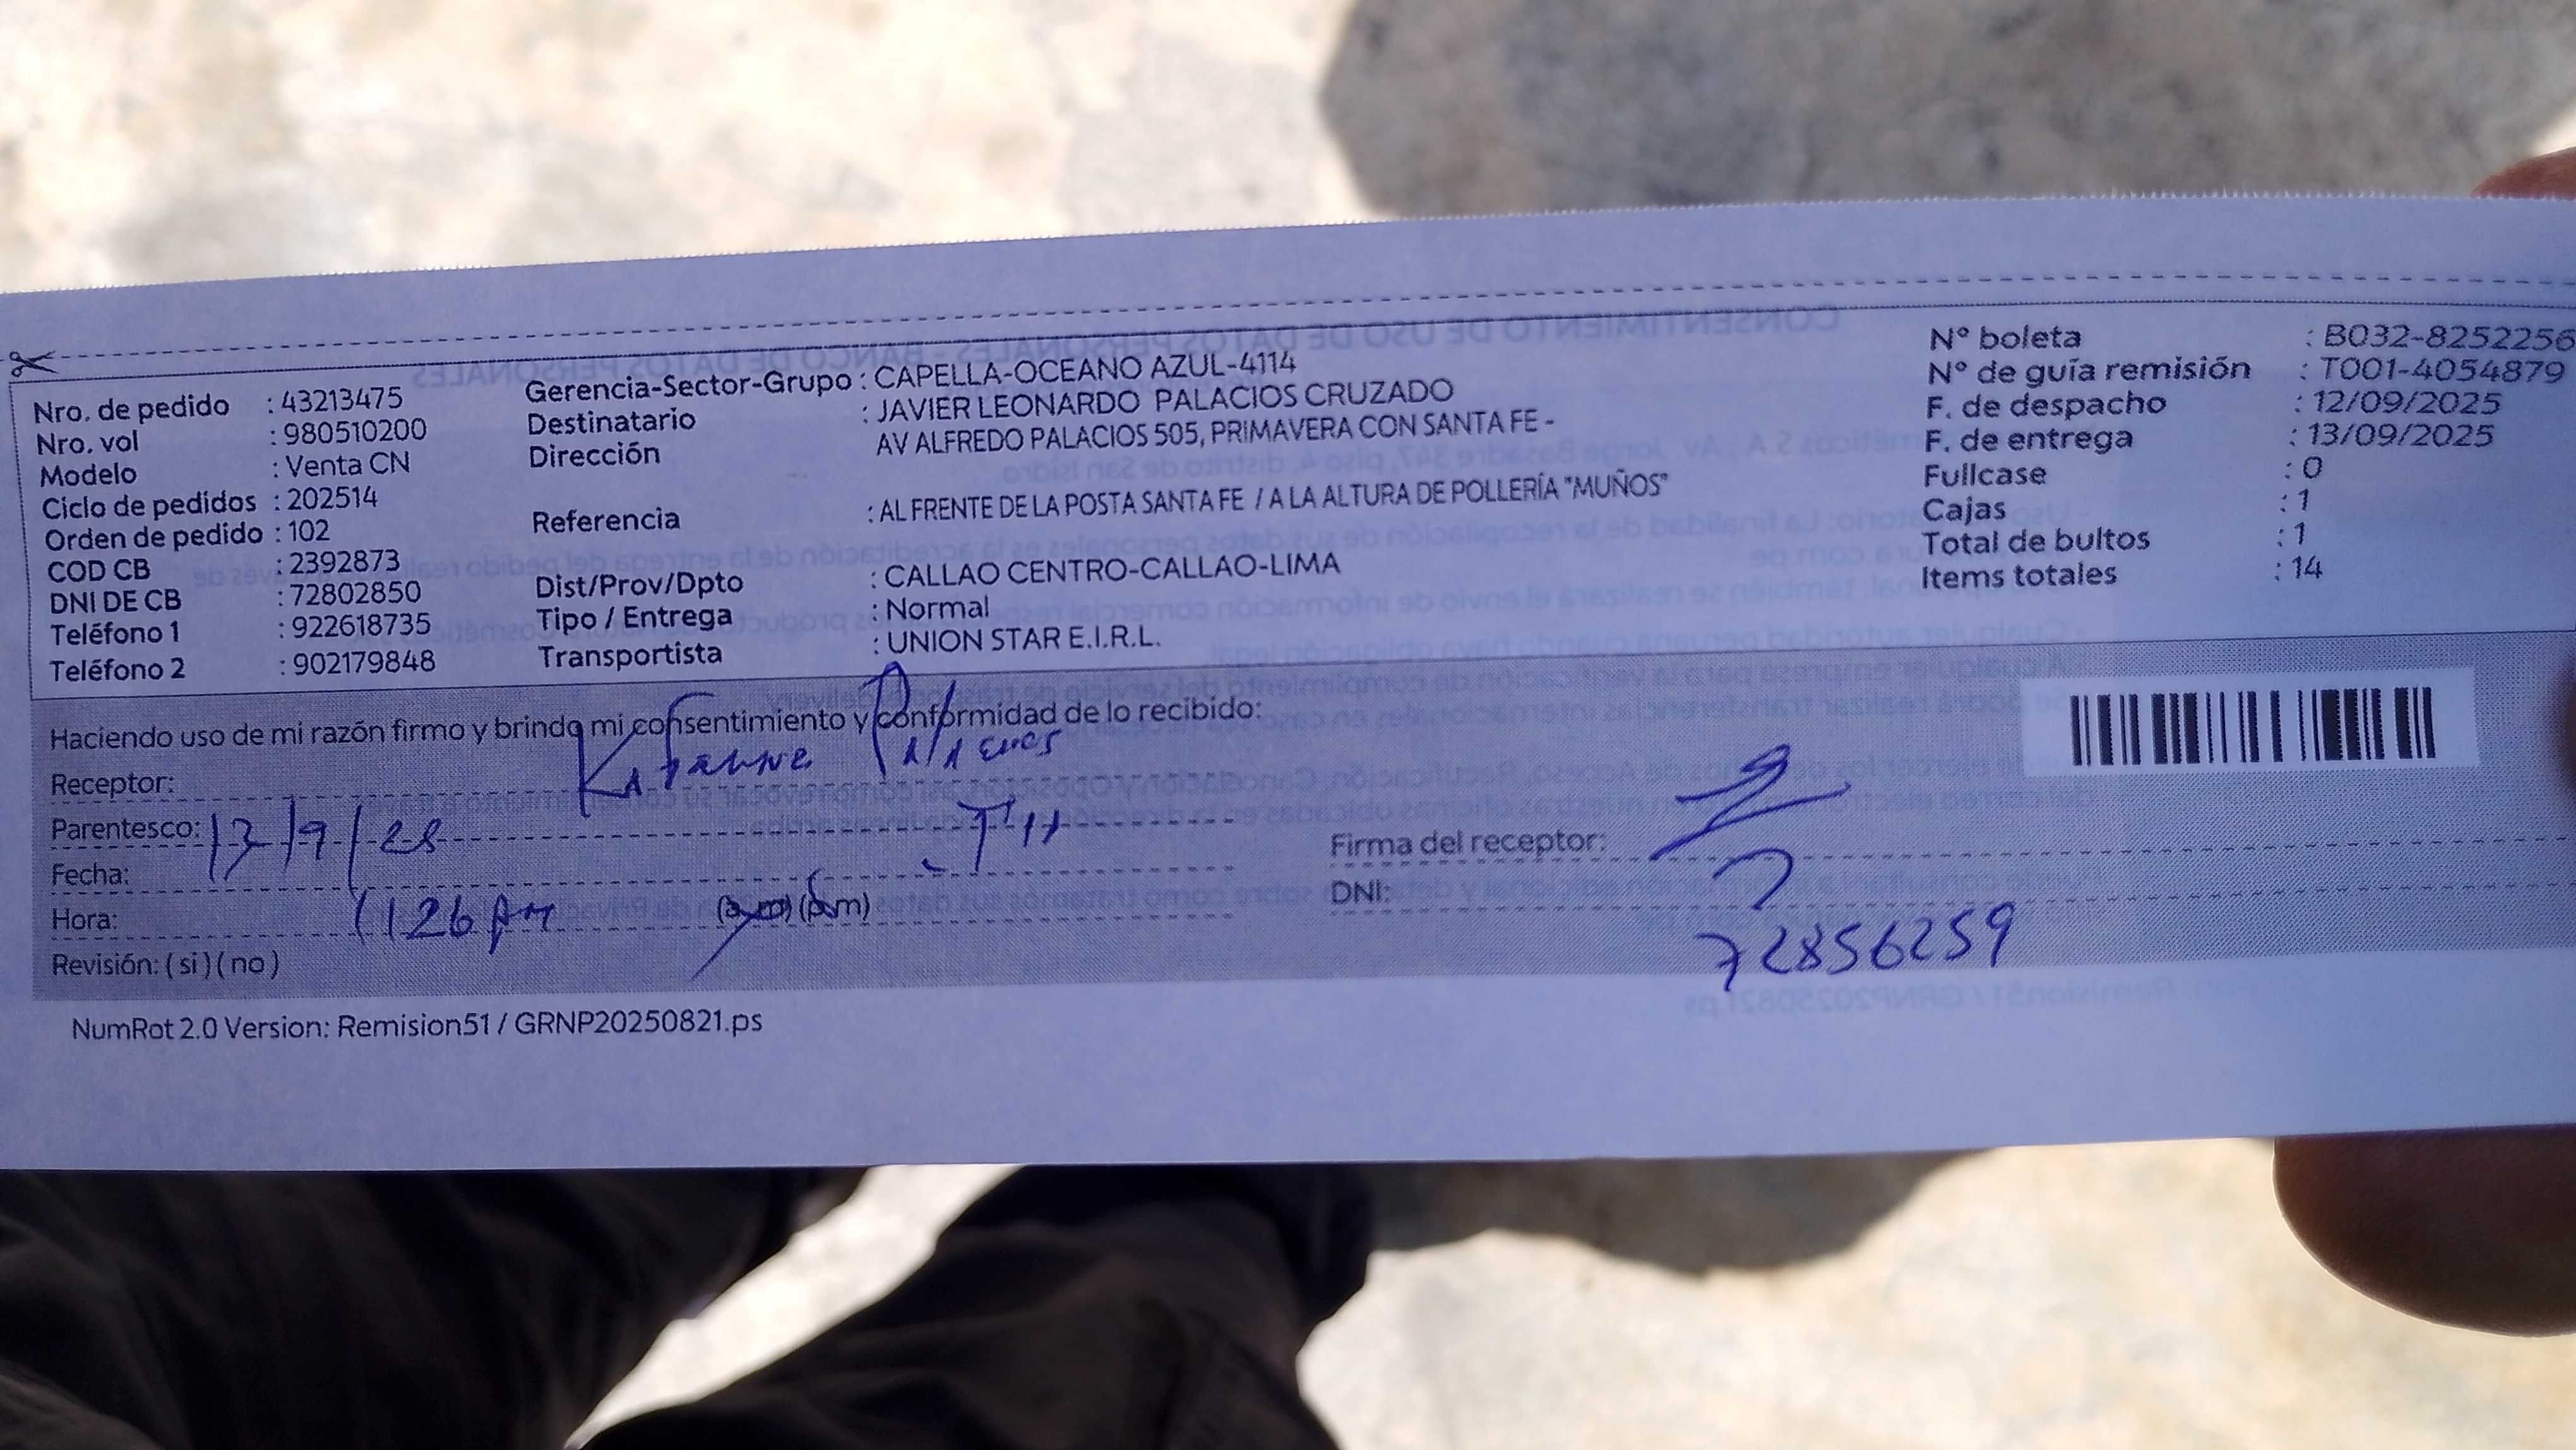 Nro. de pedido : 43213475
Nro. vol : 980510200
Modelo : Venta CN
Ciclo de pedidos : 202514
Orden de pedido : 102
COD CB : 2392873
DNI DE CB : 72802850
Teléfono 1 : 922618735
Teléfono 2 : 902179848
Gerencia-Sector-Grupo : CAPELLA-OCEANO AZUL-4114
Destinatario : JAVIER LEONARDO PALACIOS CRUZADO
Dirección AV ALFREDO PALACIOS 505, PRIMAVERA CON SANTA FE -
Referencia : AL FRENTE DE LA POSTA SANTA FE / A LA ALTURA DE POLLERÍA "MUÑOS"
Dist/Prov/Dpto : CALLAO CENTRO-CALLAO-LIMA
Tipo / Entrega : Normal
Transportista : UNION STAR E.I.R.L.
N° boleta : B032-8252256
N° de guía remisión : T001-4054879
F. de despacho : 12/09/2025
F. de entrega : 13/09/2025
Fullcase : 0
Cajas : 1
Total de bultos : 1
Items totales : 14
Haciendo uso de mi razón firmo y brindo mi consentimiento y conformidad de lo recibido:
Receptor:
Parentesco:
Fecha:
Hora: 126 pm (a.m) (p.m)
Revisión: ( si ) ( no )
Firma del receptor:
DNI:
72856259
NumRot 2.0 Version: Remision51 / GRNP20250821.ps